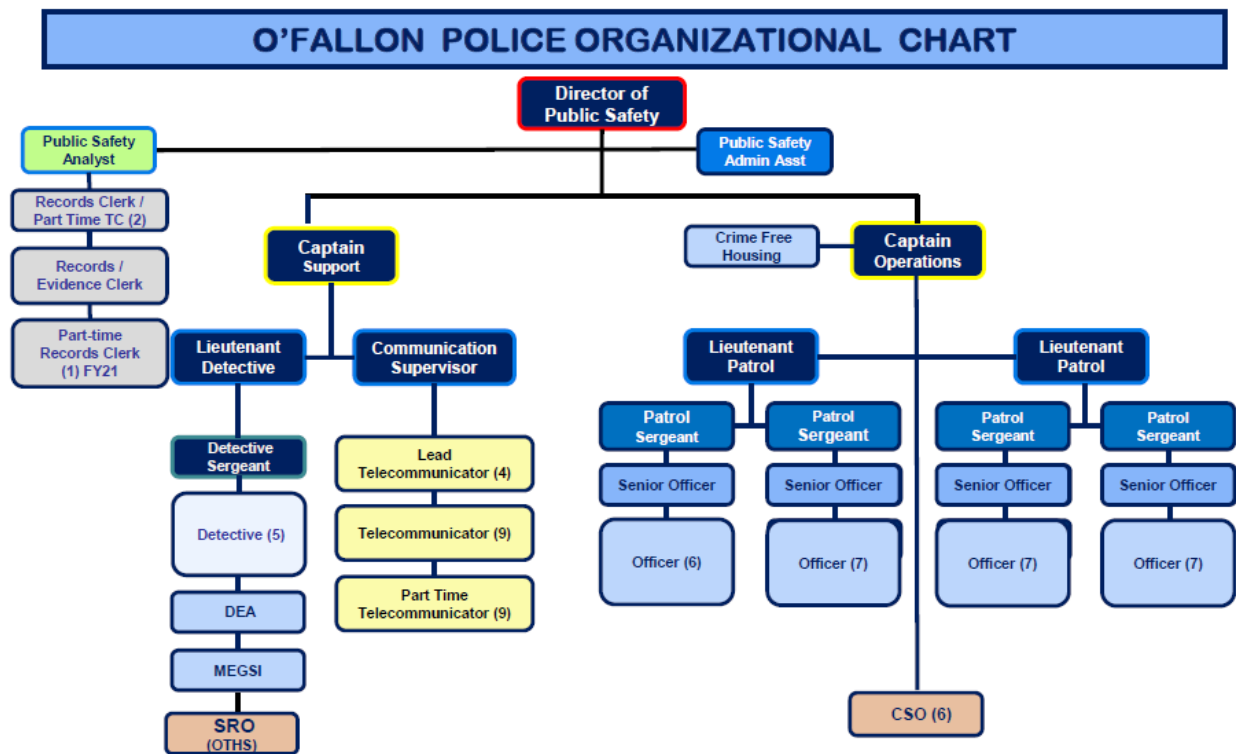 O'FALLON POLICE ORGANIZATIONAL CHART
Director of
Public Safety
Public Safety
Analyst
Public Safety
Admin Asst
Records Clerk /
Part Time TC (2)
Records /
Evidence Clerk
Part-time
Records Clerk
(1) FY21
Captain
Support
Crime Free
Housing
Captain
Operations
Lieutenant
Detective
Communication
Supervisor
Lieutenant
Patrol
Lieutenant
Patrol
Detective
Sergeant
Detective (5)
DEA
MEGSI
SRO
(OTHS)
Lead
Telecommunicator (4)
Telecommunicator (9)
Part Time
Telecommunicator (9)
Patrol
Sergeant
Patrol
Sergeant
Patrol
Sergeant
Patrol
Sergeant
Senior Officer
Senior Officer
Senior Officer
Senior Officer
Officer (6)
Officer (7)
Officer (7)
Officer (7)
CSO (6)